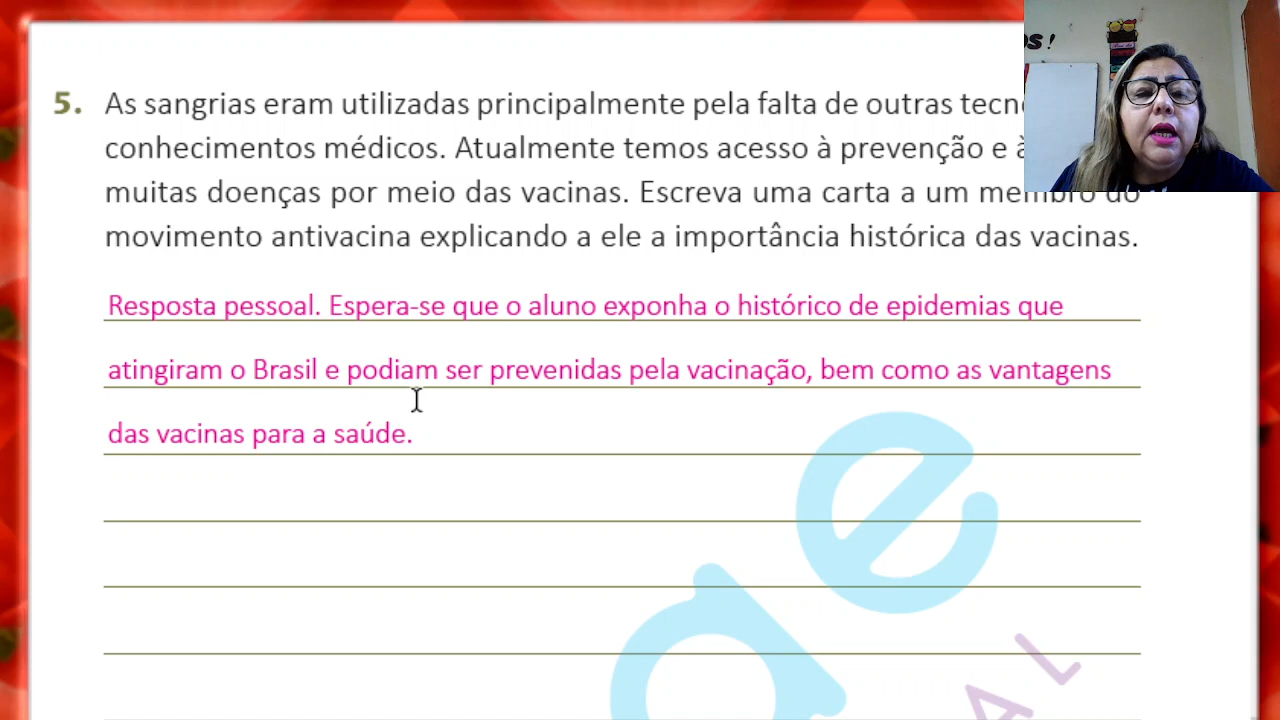 5. As sangrias eram utilizadas principalmente pela falta de outras
conhecimentos médicos. Atualmente temos acesso à prevenção e
muitas doenças por meio das vacinas. Escreva uma carta a um membro do
movimento antivacina explicando a ele a importância histórica das vacinas.
Resposta pessoal. Espera-se que o aluno exponha o histórico de epidemias que
atingiram o Brasil e podiam ser prevenidas pela vacinação, bem como as vantagens
das vacinas para a saúde.